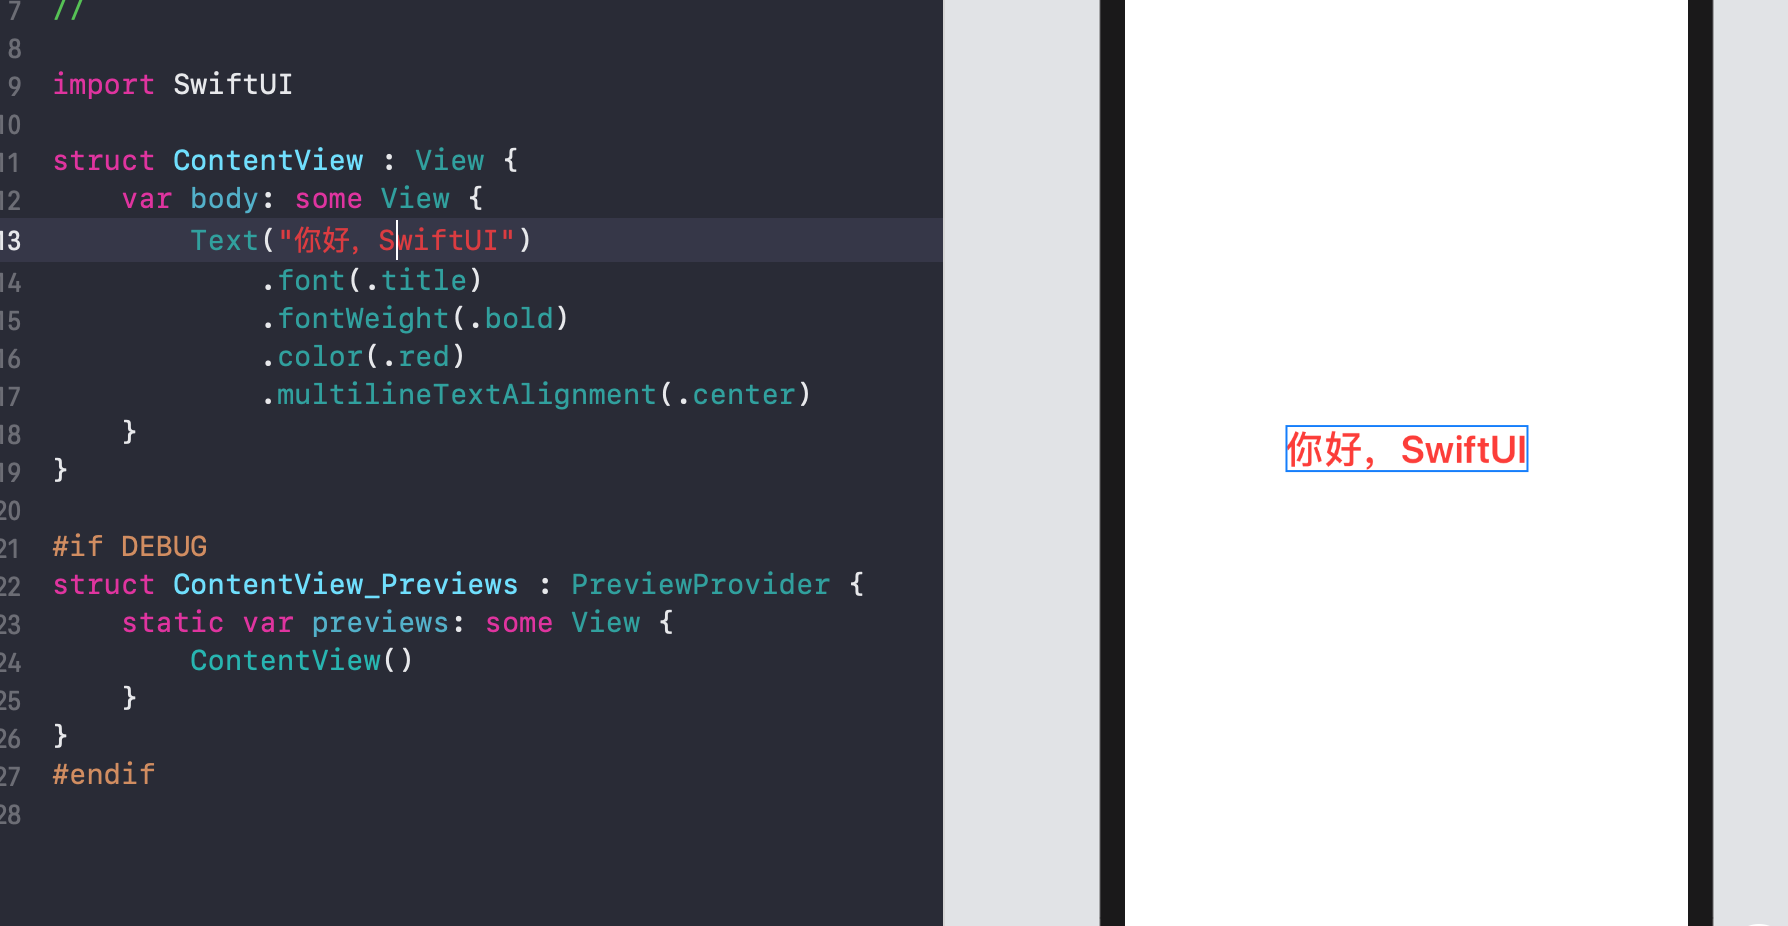 7 //
8
9 import SwiftUI
10
11 struct ContentView : View {
12     var body: some View {
13         Text("你好，SwiftUI")
14             .font(.title)
15             .fontWeight(.bold)
16             .color(.red)
17             .multilineTextAlignment(.center)
18     }
19 }
20
21 #if DEBUG
22 struct ContentView_Previews : PreviewProvider {
23     static var previews: some View {
24         ContentView()
25     }
26 }
27 #endif
28
你好，SwiftUI